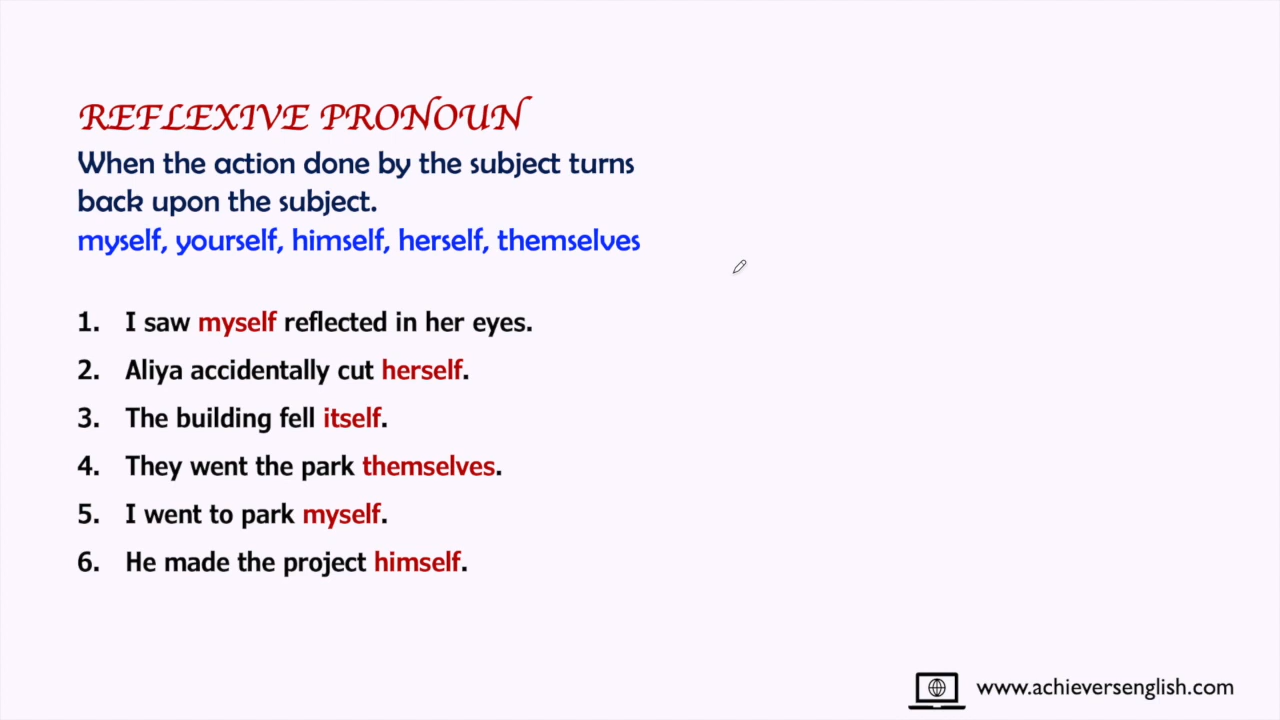 REFLEXIVE PRONOUN
When the action done by the subject turns
back upon the subject.
myself, yourself, himself, herself, themselves
1. I saw myself reflected in her eyes.
2. Aliya accidentally cut herself.
3. The building fell itself.
4. They went the park themselves.
5. I went to park myself.
6. He made the project himself.
www.achieversenglish.com